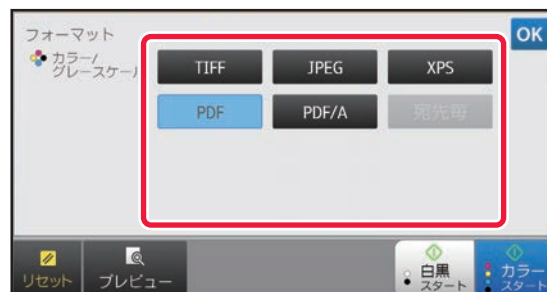 フォーマット
OK
カラー/
グレースケール
TIFF
JPEG
XPS
PDF
PDF/A
宛先毎
リセット
プレビュー
白黒
スタート
カラー
スタート